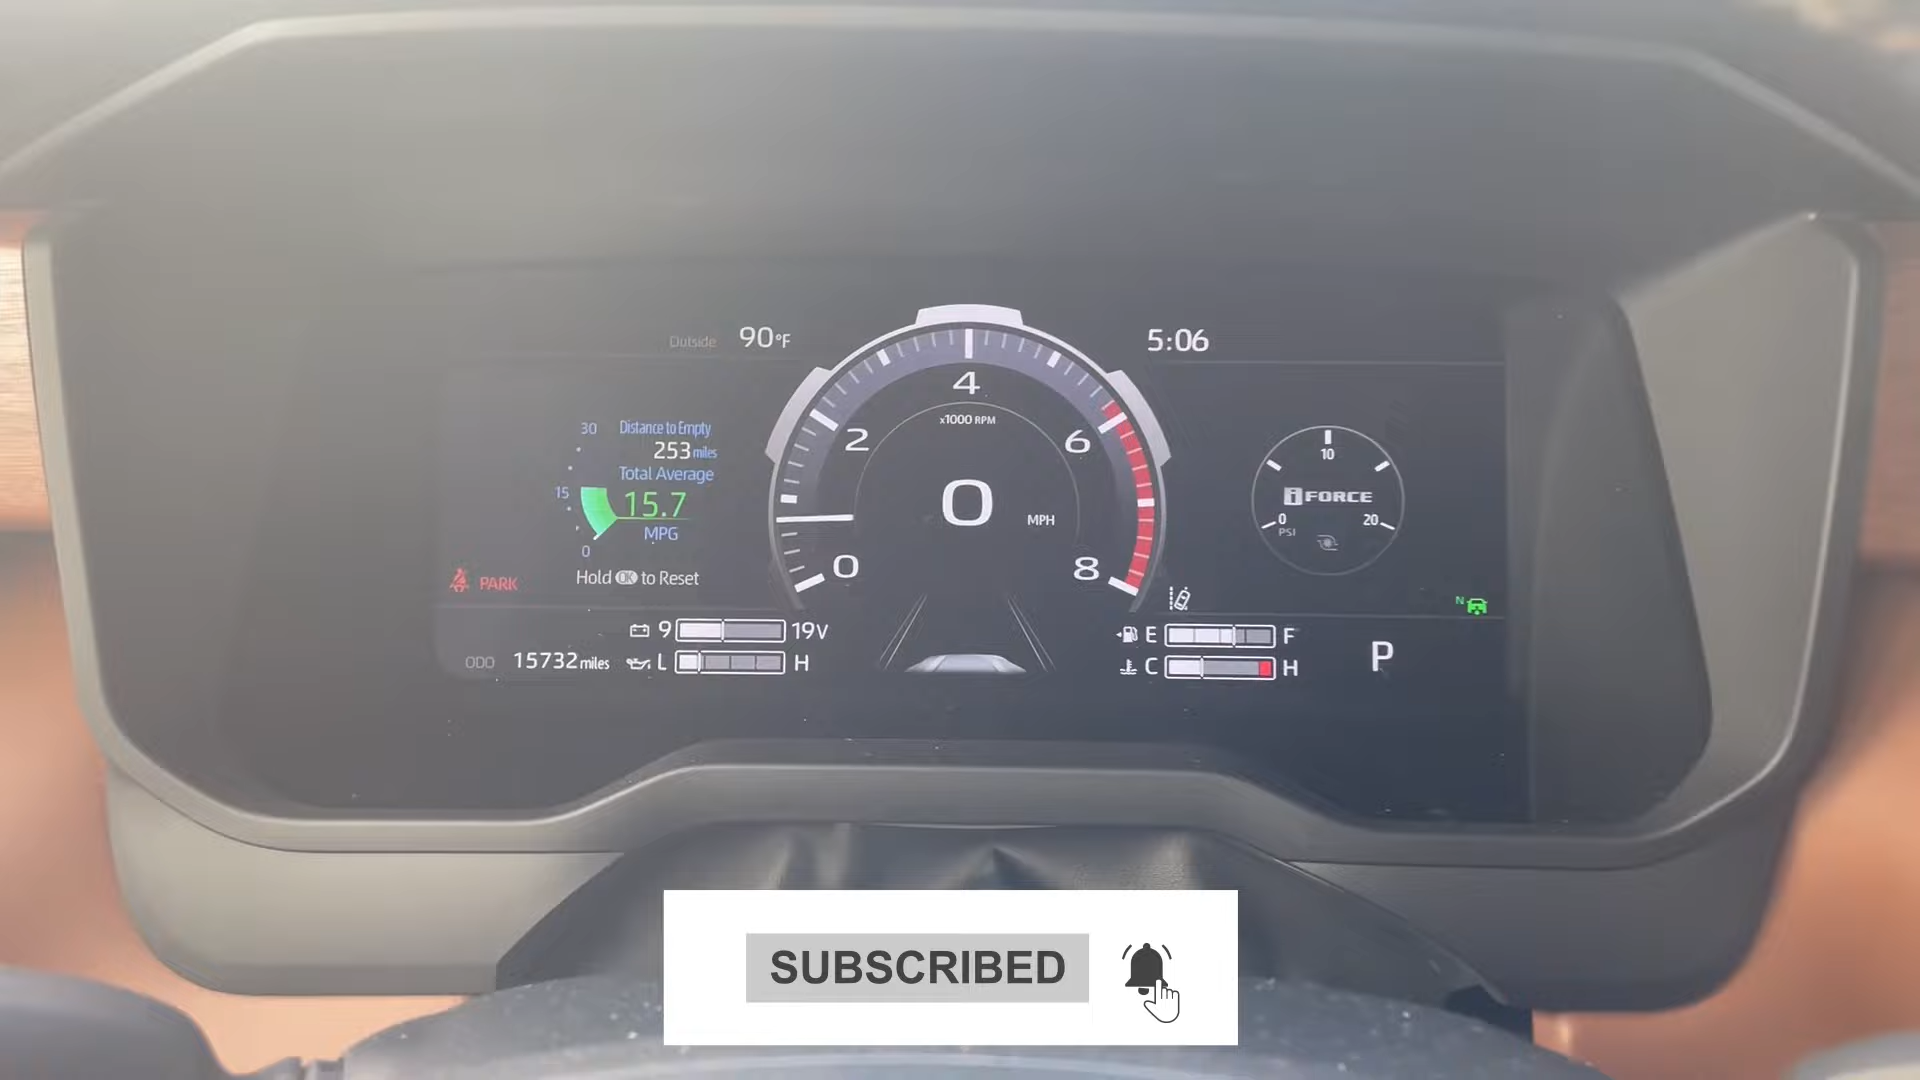 Outside 90°F
5:06
30 Distance to Empty
253 miles
Total Average
15 15.7
MPG
0
Hold OK to Reset
PARK
4
x1000 RPM
2 6
0 MPH
0 8
10
iFORCE
0 20
PSI
N
9 19V
ODO 15732 miles L H
E F
C H
P
SUBSCRIBED